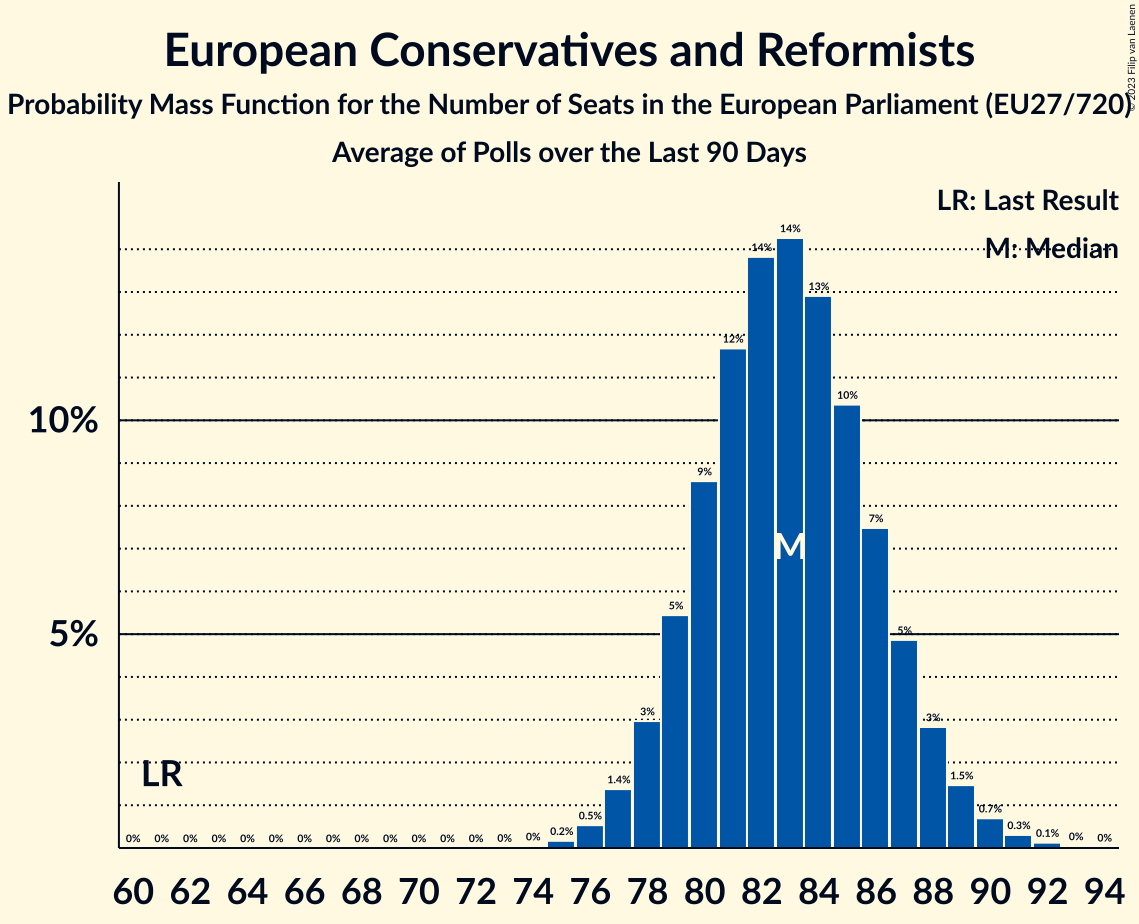 European Conservatives and Reformists
Probability Mass Function for the Number of Seats in the European Parliament (EU27/720)
Average of Polls over the Last 90 Days
© 2023 Filip van Laenen
LR: Last Result
M: Median
10%
5%
LR
M
0% 0% 0% 0% 0% 0% 0% 0% 0% 0% 0% 0% 0% 0% 0% 0.2% 0.5% 1.4% 3% 5% 9% 12% 14% 14% 13% 10% 7% 5% 3% 1.5% 0.7% 0.3% 0.1% 0% 0%
60 62 64 66 68 70 72 74 76 78 80 82 84 86 88 90 92 94